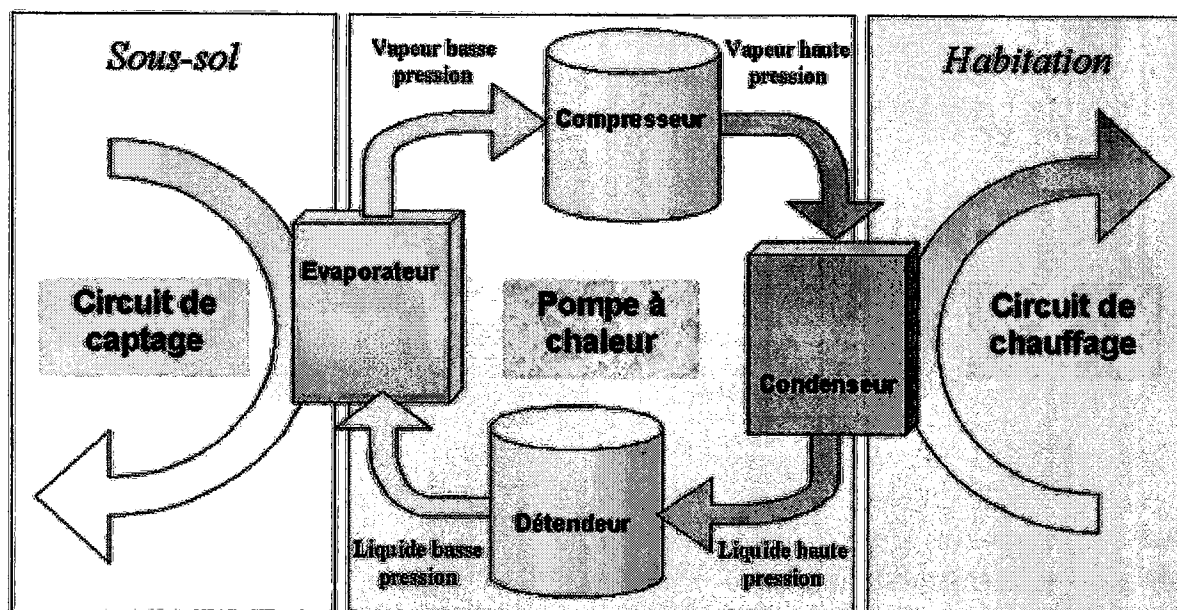 Sous-sol
Vapeur basse
pression
Vapeur haute
pression
Habitation
Compresseur
Evaporateur
Circuit de
captage
Pompe à
chaleur
Circuit de
chauffage
Condenseur
Détendeur
Liquide basse
pression
Liquide haute
pression